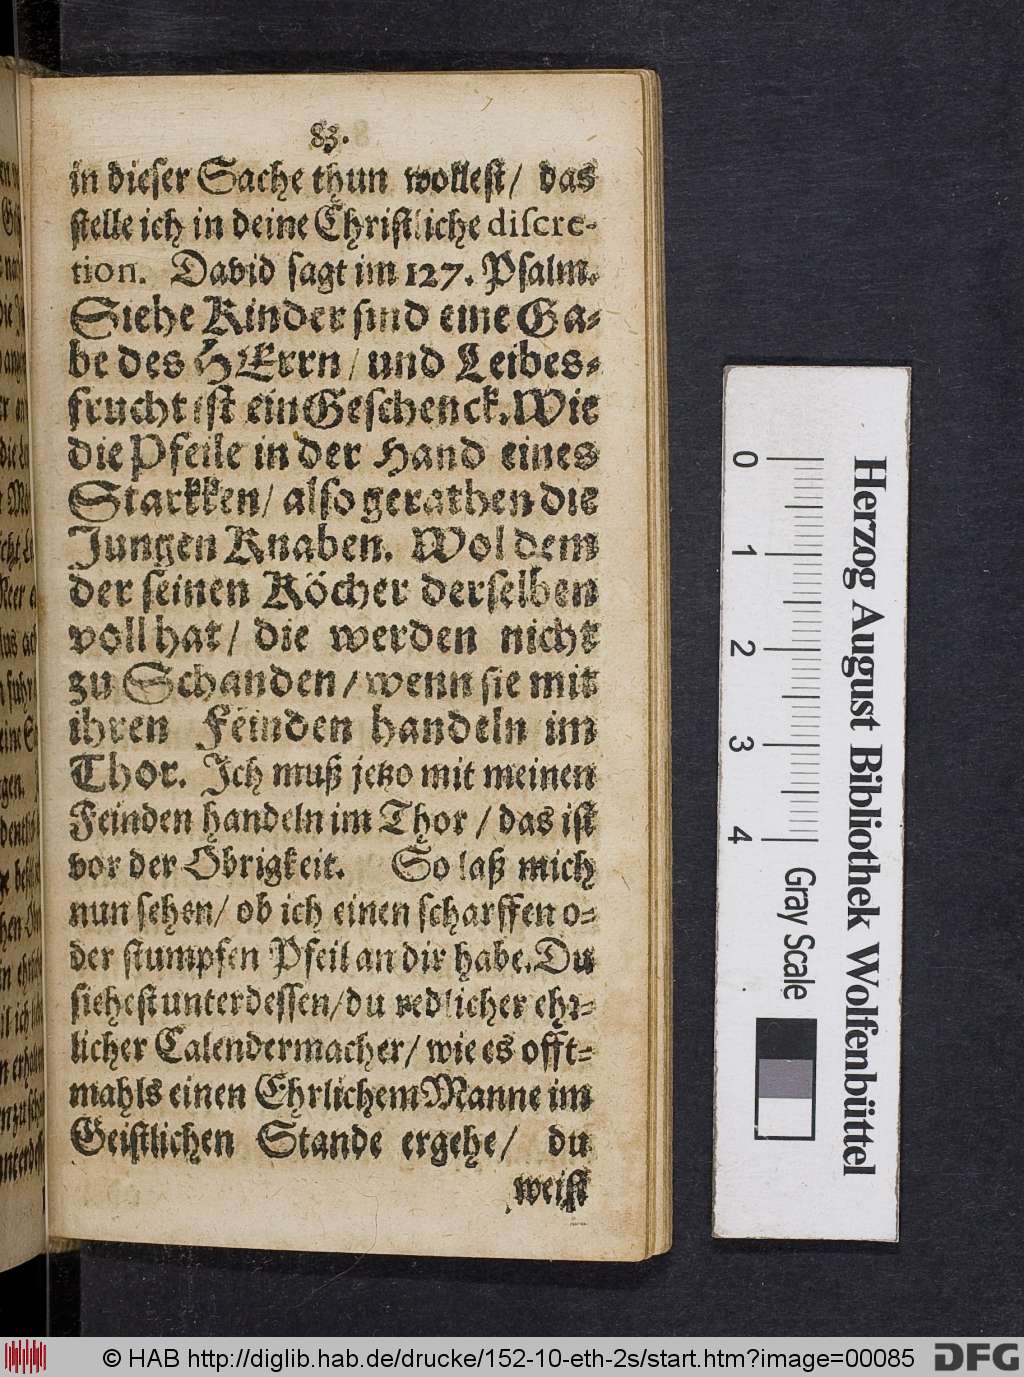 83.
in dieser Sache thun wollest/ das
stelle ich in deine Christliche discre-
tion. David sagt im 127. Psalm.
Siehe Kinder sind eine Ga-
be des HErrn/ und Leibes-
frucht ist ein Geschenck. Wie
die Pfeile in der Hand eines
Starkken/ also gerathen die
Jungen Knaben. Wol dem
der seinen Köcher derselben
voll hat/ die werden nicht
zu Schanden/ wenn sie mit
ihren Feinden handeln im
Thor. Ich muß jetzo mit meinen
Feinden handeln im Thor/ das ist
vor der Obrigkeit. So laß mich
nun sehen/ ob ich einen scharffen o-
der stumpfen Pfeil an dir habe. Du
siehest unterdessen/ du redlicher ehr-
licher Calendermacher/ wie es offt-
mahls einen Ehrlichem Manne im
Geistlichen Stande ergehe/ du
weist
0 1 2 3 4
Gray Scale
Herzog August Bibliothek Wolfenbüttel
© HAB http://diglib.hab.de/drucke/152-10-eth-2s/start.htm?image=00085
DFG